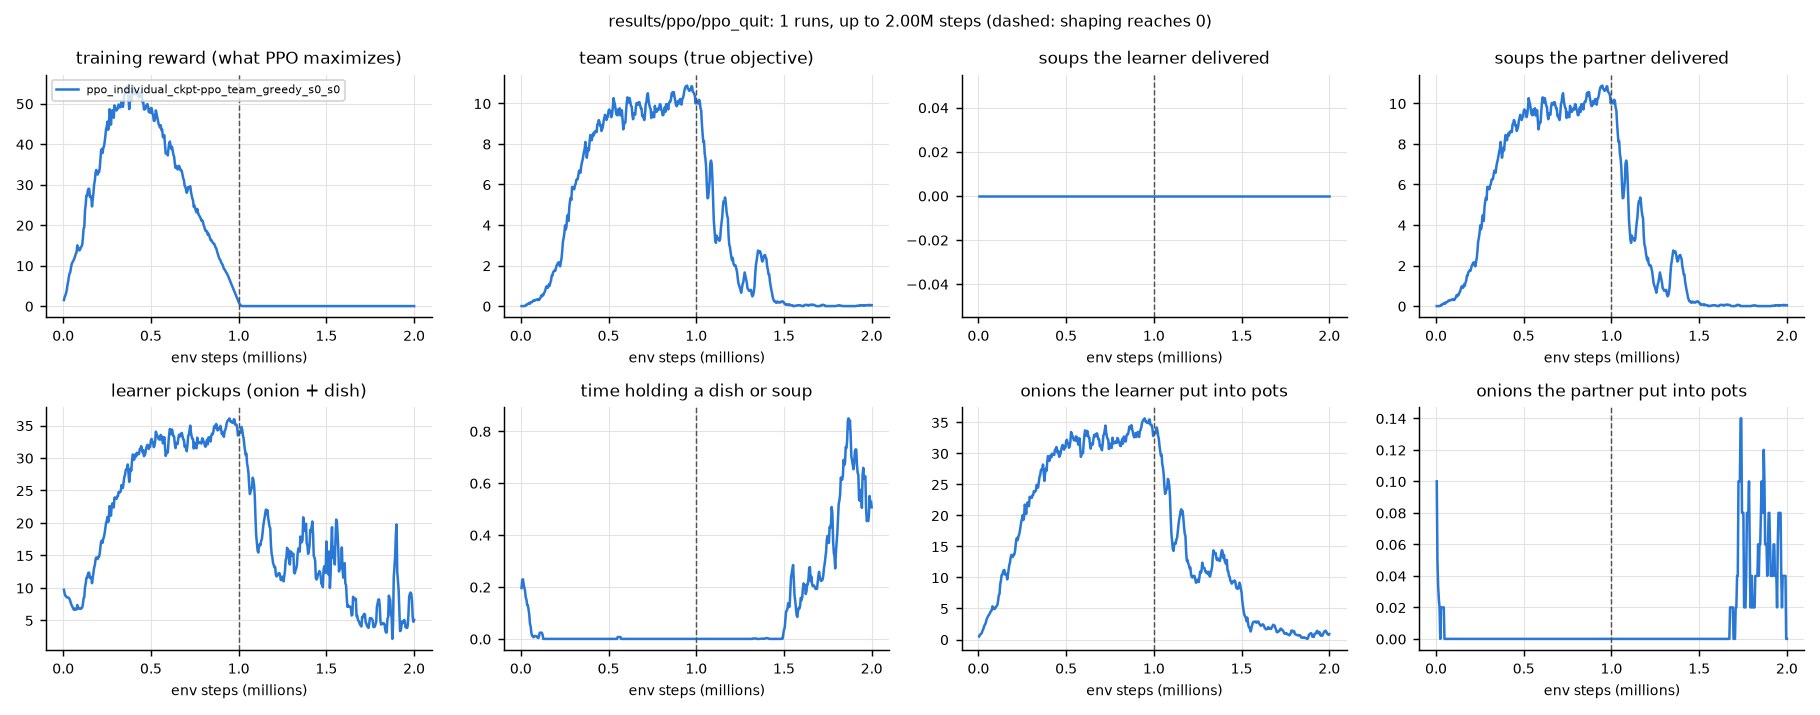 results/ppo/ppo_quit: 1 runs, up to 2.00M steps (dashed: shaping reaches 0)
training reward (what PPO maximizes)
ppo_individual_ckpt-ppo_team_greedy_s0_s0
50
40
30
20
10
0
0.0 0.5 1.0 1.5 2.0
env steps (millions)
team soups (true objective)
10
8
6
4
2
0
0.0 0.5 1.0 1.5 2.0
env steps (millions)
soups the learner delivered
0.04
0.02
0.00
−0.02
−0.04
0.0 0.5 1.0 1.5 2.0
env steps (millions)
soups the partner delivered
10
8
6
4
2
0
0.0 0.5 1.0 1.5 2.0
env steps (millions)
learner pickups (onion + dish)
35
30
25
20
15
10
5
0.0 0.5 1.0 1.5 2.0
env steps (millions)
time holding a dish or soup
0.8
0.6
0.4
0.2
0.0
0.0 0.5 1.0 1.5 2.0
env steps (millions)
onions the learner put into pots
35
30
25
20
15
10
5
0
0.0 0.5 1.0 1.5 2.0
env steps (millions)
onions the partner put into pots
0.14
0.12
0.10
0.08
0.06
0.04
0.02
0.00
0.0 0.5 1.0 1.5 2.0
env steps (millions)